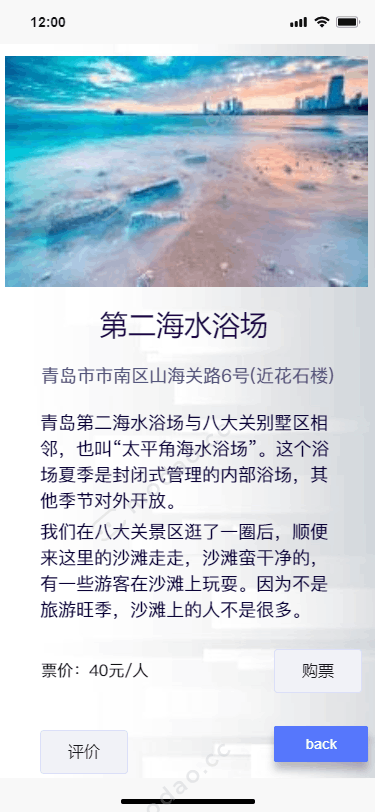 12:00
第二海水浴场
青岛市市南区山海关路6号(近花石楼)
青岛第二海水浴场与八大关别墅区相
邻，也叫“太平角海水浴场”。这个浴
场夏季是封闭式管理的内部浴场，其
他季节对外开放。
我们在八大关景区逛了一圈后，顺便
来这里的沙滩走走，沙滩蛮干净的，
有一些游客在沙滩上玩耍。因为不是
旅游旺季，沙滩上的人不是很多。
票价：40元/人
购票
评价
back